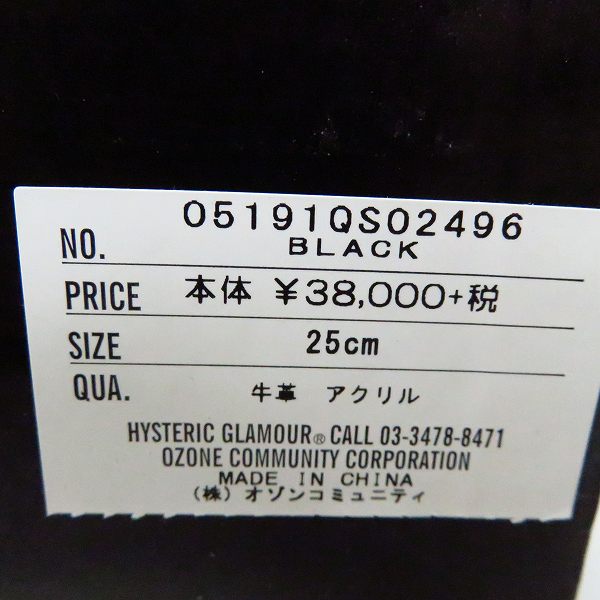 05191QS02496
NO. BLACK
PRICE 本体 ¥38,000+税
SIZE 25cm
QUA. 牛革 アクリル
HYSTERIC GLAMOUR® CALL 03-3478-8471
OZONE COMMUNITY CORPORATION
MADE IN CHINA
(株)オゾンコミュニティ